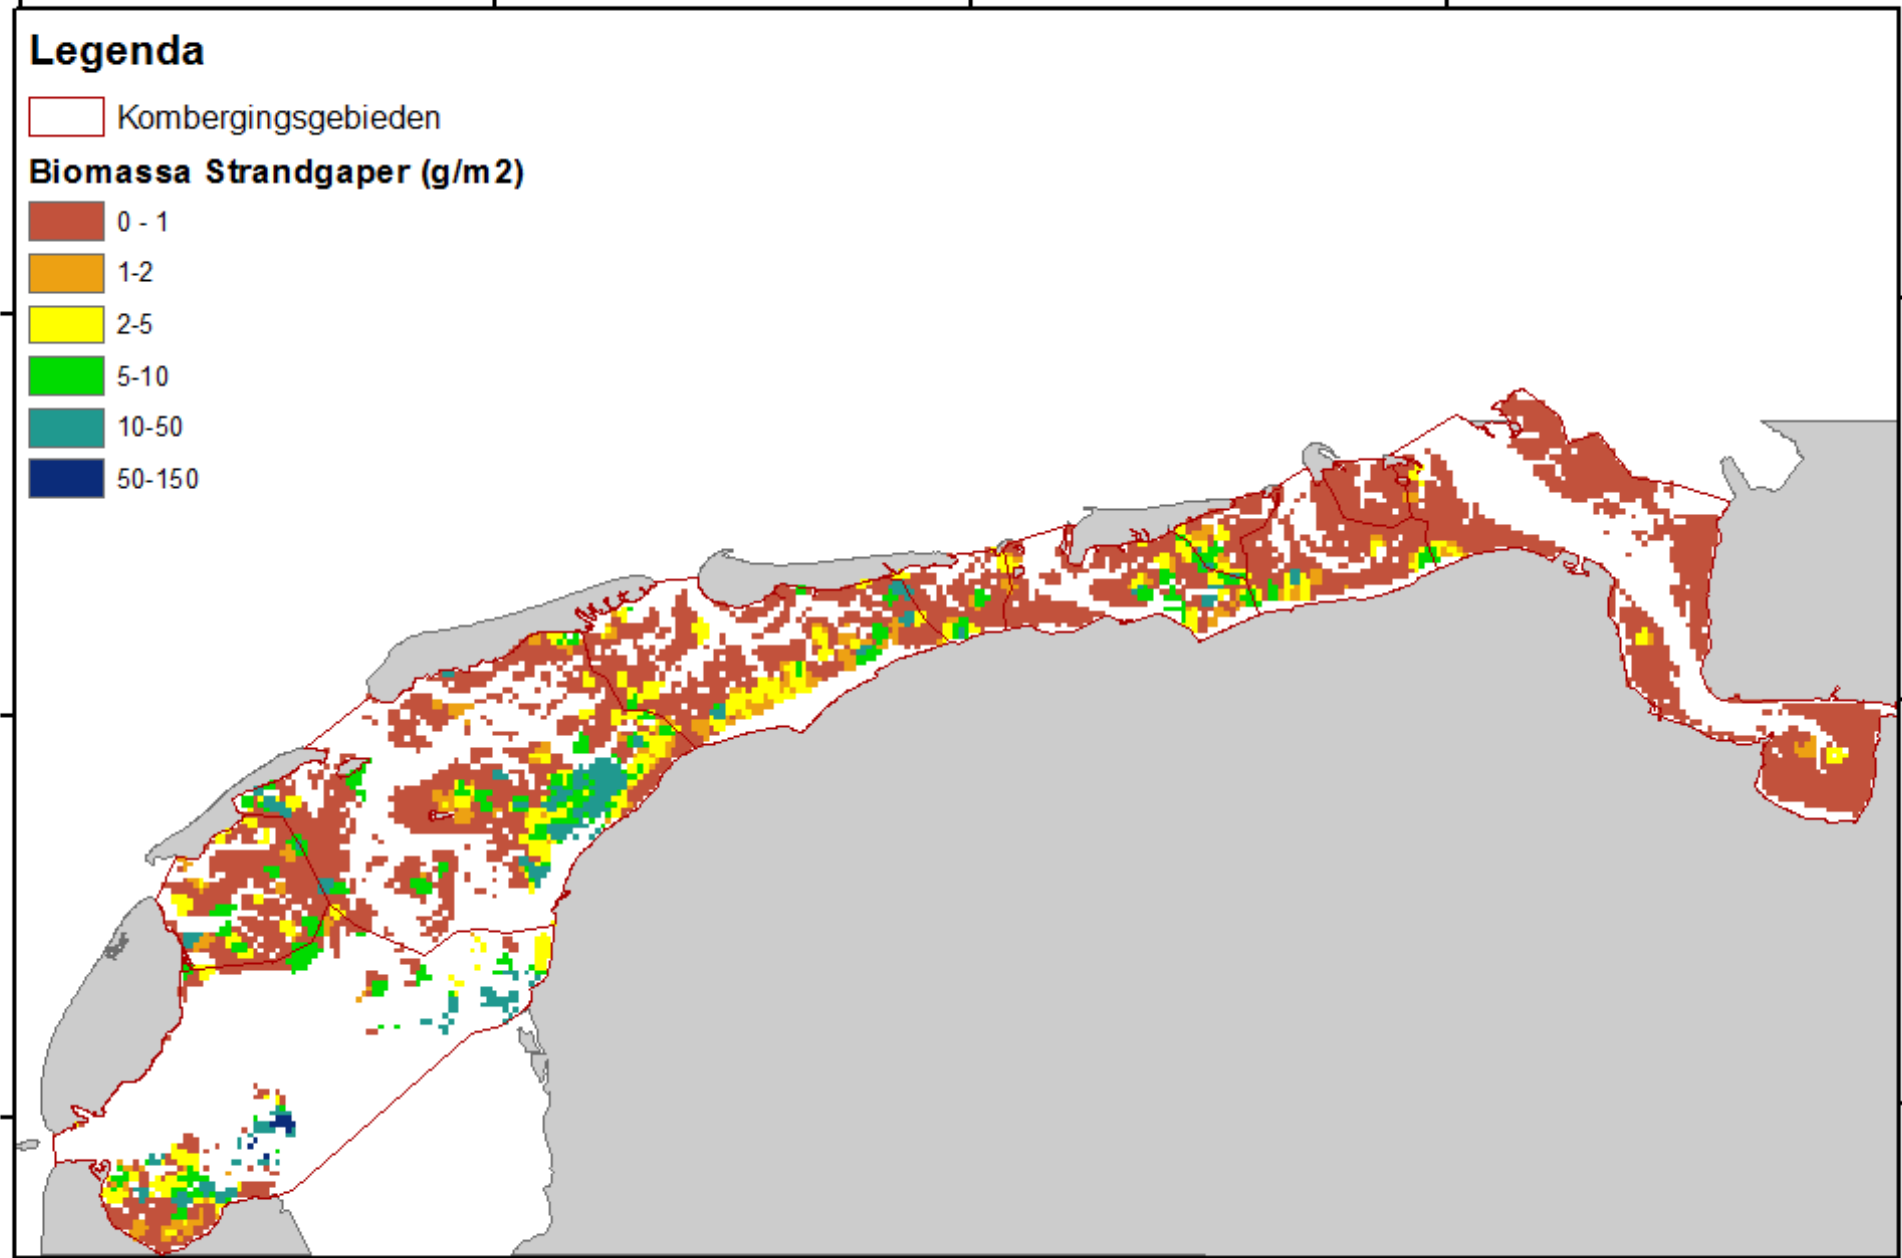 Legenda
Kombergingsgebieden
Biomassa Strandgaper (g/m2)
0 - 1
1-2
2-5
5-10
10-50
50-150